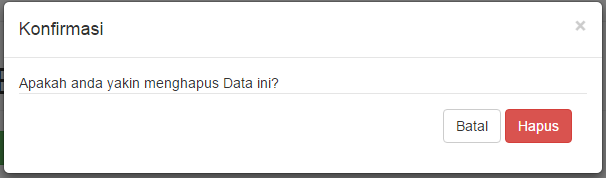 Konfirmasi
×
Apakah anda yakin menghapus Data ini?
Batal Hapus